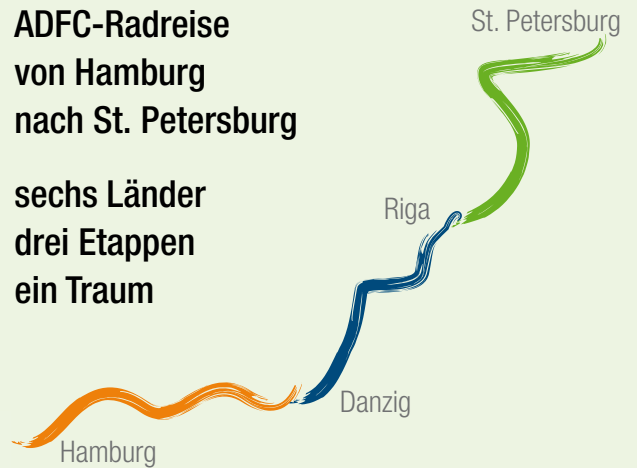 ADFC-Radreise
von Hamburg
nach St. Petersburg
sechs Länder
drei Etappen
ein Traum
St. Petersburg
Riga
Danzig
Hamburg